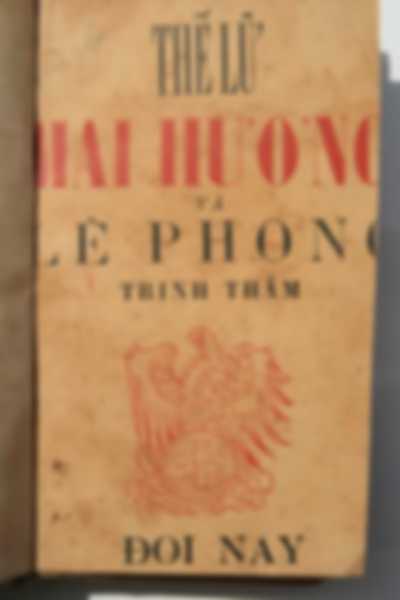 THẾ LỮ
MAI HƯƠNG
VÀ
LÊ PHONG
TRINH THÁM
ĐỜI NAY